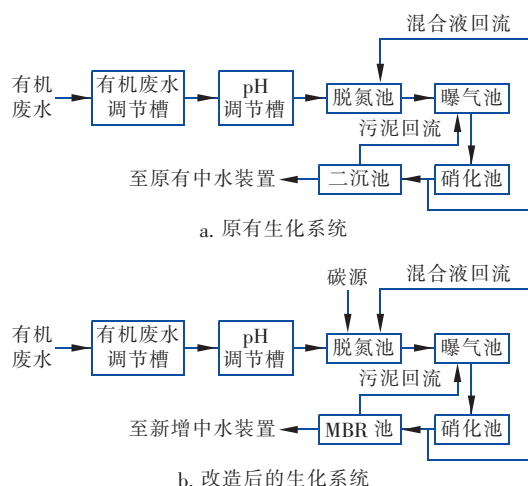 混合液回流
有机
废水
有机废水
调节槽
pH
调节槽
脱氮池
曝气池
污泥回流
至原有中水装置
二沉池
硝化池
a. 原有生化系统
碳源
混合液回流
有机
废水
有机废水
调节槽
pH
调节槽
脱氮池
曝气池
污泥回流
至新增中水装置
MBR 池
硝化池
b. 改造后的生化系统